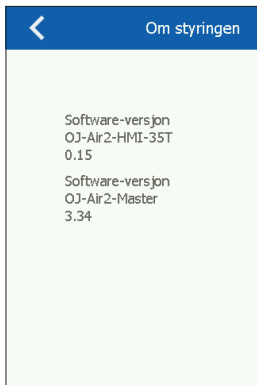 Om styringen
Software-versjon
OJ-Air2-HMI-35T
0.15
Software-versjon
OJ-Air2-Master
3.34